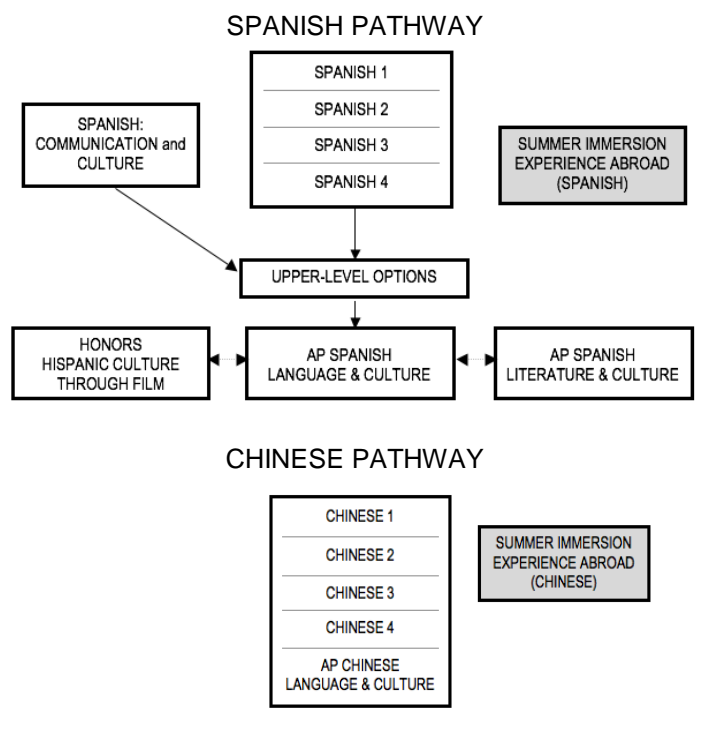 SPANISH PATHWAY
SPANISH 1
SPANISH 2
SPANISH 3
SPANISH 4
SPANISH:
COMMUNICATION and
CULTURE
SUMMER IMMERSION
EXPERIENCE ABROAD
(SPANISH)
UPPER-LEVEL OPTIONS
HONORS
HISPANIC CULTURE
THROUGH FILM
AP SPANISH
LANGUAGE & CULTURE
AP SPANISH
LITERATURE & CULTURE
CHINESE PATHWAY
CHINESE 1
CHINESE 2
CHINESE 3
CHINESE 4
AP CHINESE
LANGUAGE & CULTURE
SUMMER IMMERSION
EXPERIENCE ABROAD
(CHINESE)